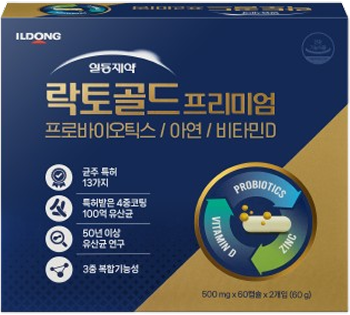 ILDONG
일동제약
락토골드 프리미엄
프로바이오틱스 / 아연 / 비타민D
균주 특허
13가지
특허받은 4중코팅
100억 유산균
50년 이상
유산균 연구
3중 복합기능성
PROBIOTICS
ZINC
VITAMIN D
500 mg x 60캡슐 x 2개입 (60 g)